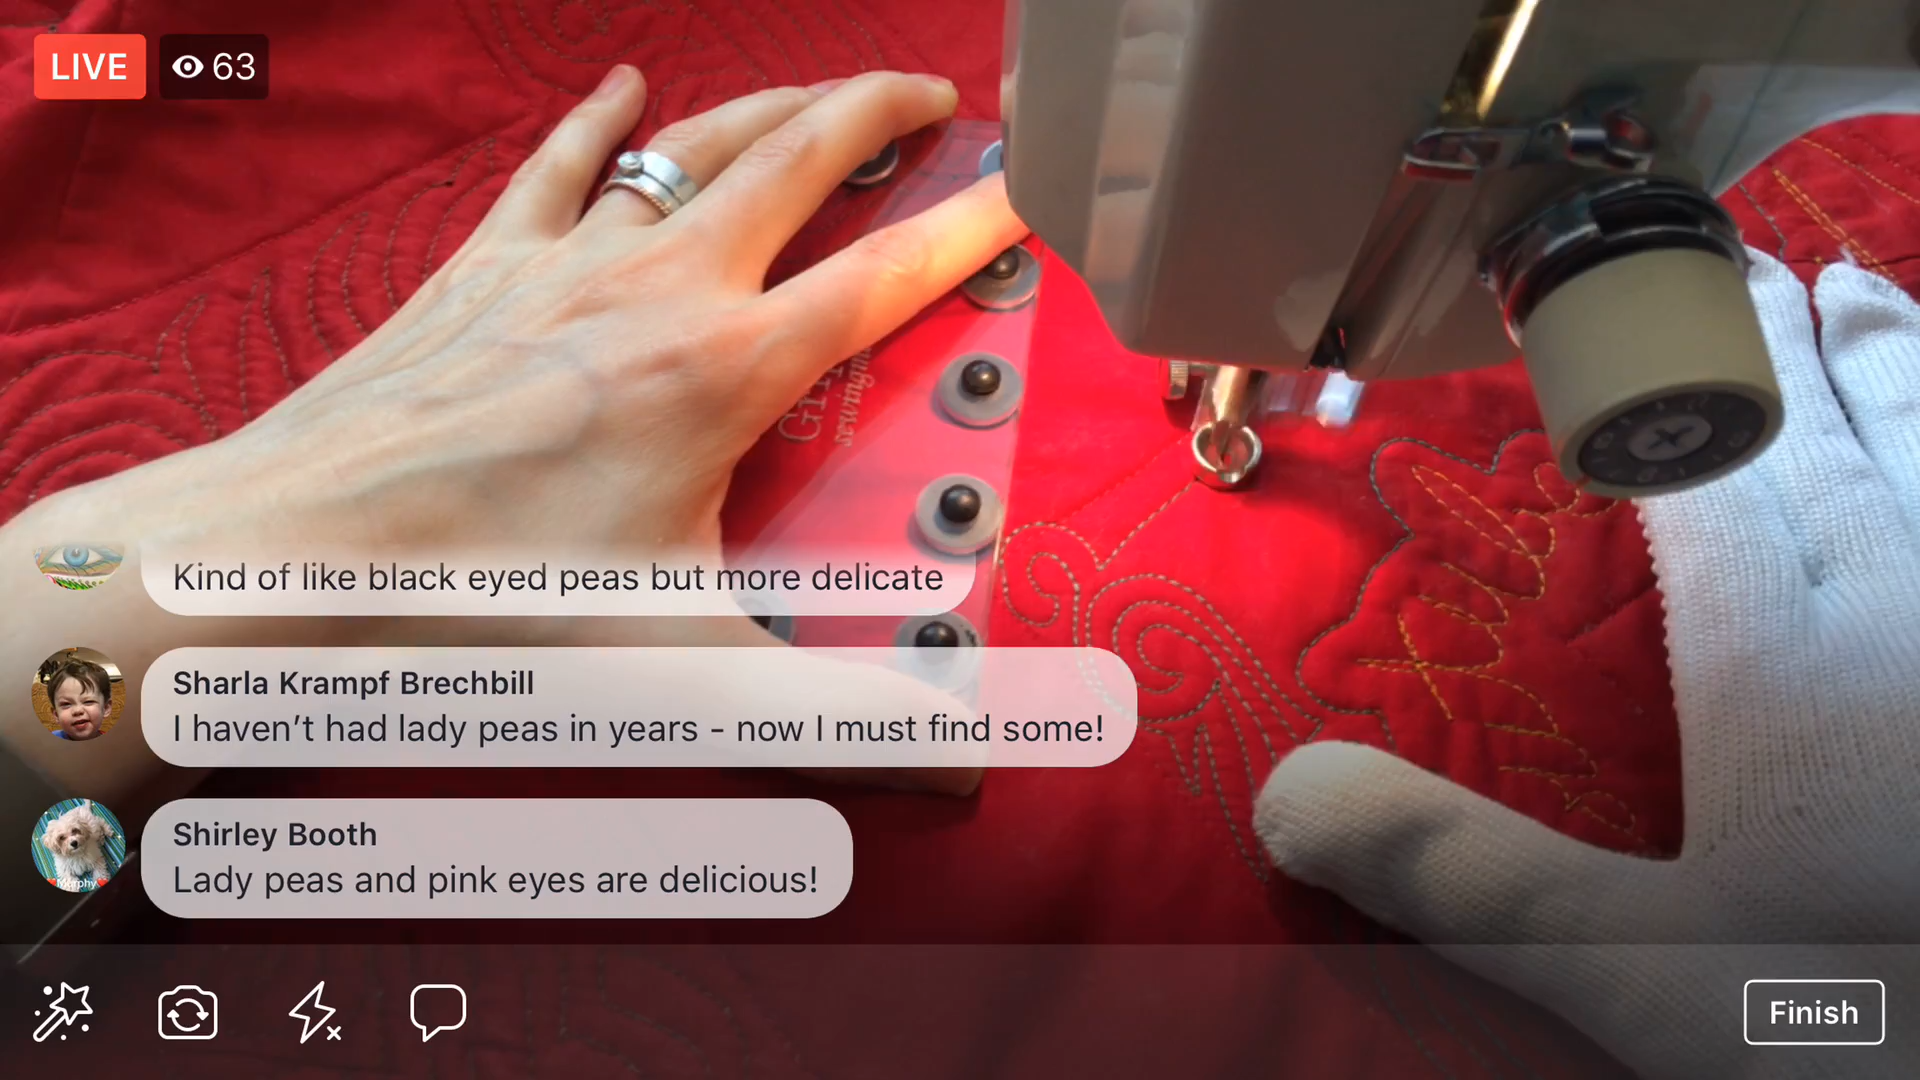 LIVE 63
Kind of like black eyed peas but more delicate
Sharla Krampf Brechbill
I haven’t had lady peas in years - now I must find some!
Shirley Booth
Lady peas and pink eyes are delicious!
Murphy
Finish